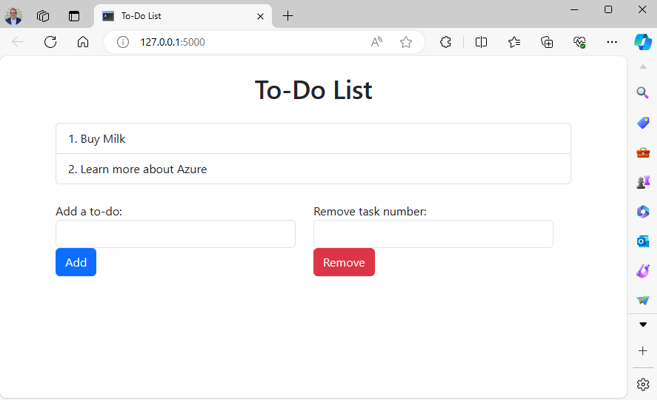 To-Do List
127.0.0.1:5000
To-Do List
1. Buy Milk
2. Learn more about Azure
Add a to-do:
Remove task number:
Add
Remove